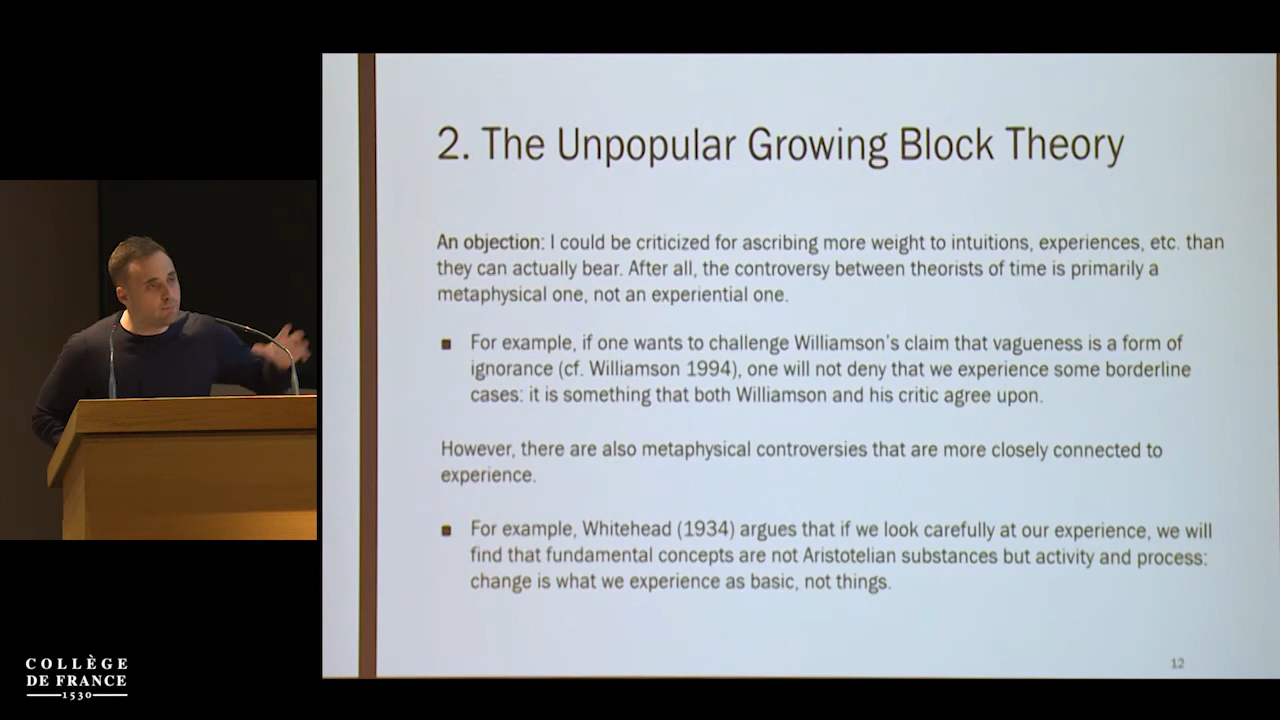 2. The Unpopular Growing Block Theory
An objection: I could be criticized for ascribing more weight to intuitions, experiences, etc. than
they can actually bear. After all, the controversy between theorists of time is primarily a
metaphysical one, not an experiential one.
■ For example, if one wants to challenge Williamson's claim that vagueness is a form of
ignorance (cf. Williamson 1994), one will not deny that we experience some borderline
cases: it is something that both Williamson and his critic agree upon.
However, there are also metaphysical controversies that are more closely connected to
experience.
■ For example, Whitehead (1934) argues that if we look carefully at our experience, we will
find that fundamental concepts are not Aristotelian substances but activity and process:
change is what we experience as basic, not things.
12
COLLÈGE
DE FRANCE
1530